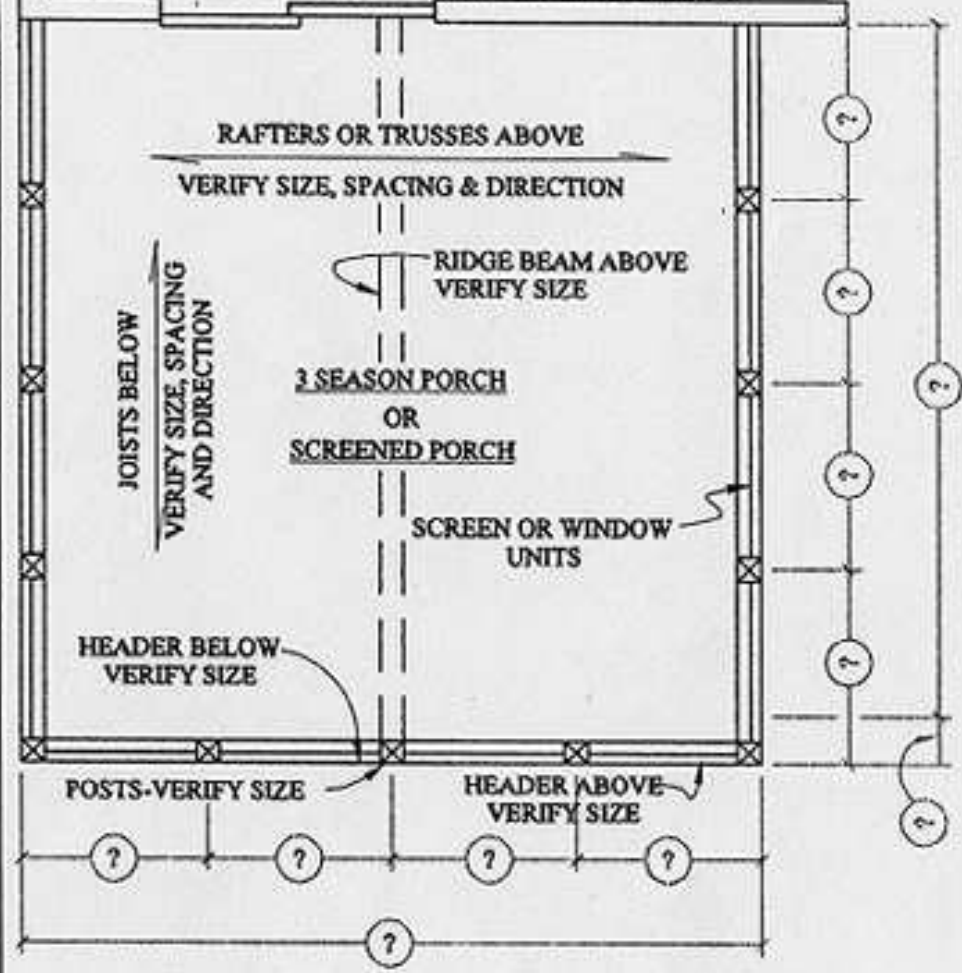 RAFTERS OR TRUSSES ABOVE
VERIFY SIZE, SPACING & DIRECTION
RIDGE BEAM ABOVE
VERIFY SIZE
JOISTS BELOW
VERIFY SIZE, SPACING
AND DIRECTION
3 SEASON PORCH
OR
SCREENED PORCH
SCREEN OR WINDOW
UNITS
HEADER BELOW
VERIFY SIZE
POSTS-VERIFY SIZE
HEADER ABOVE
VERIFY SIZE
?
?
?
?
?
?
?
?
?
?
?